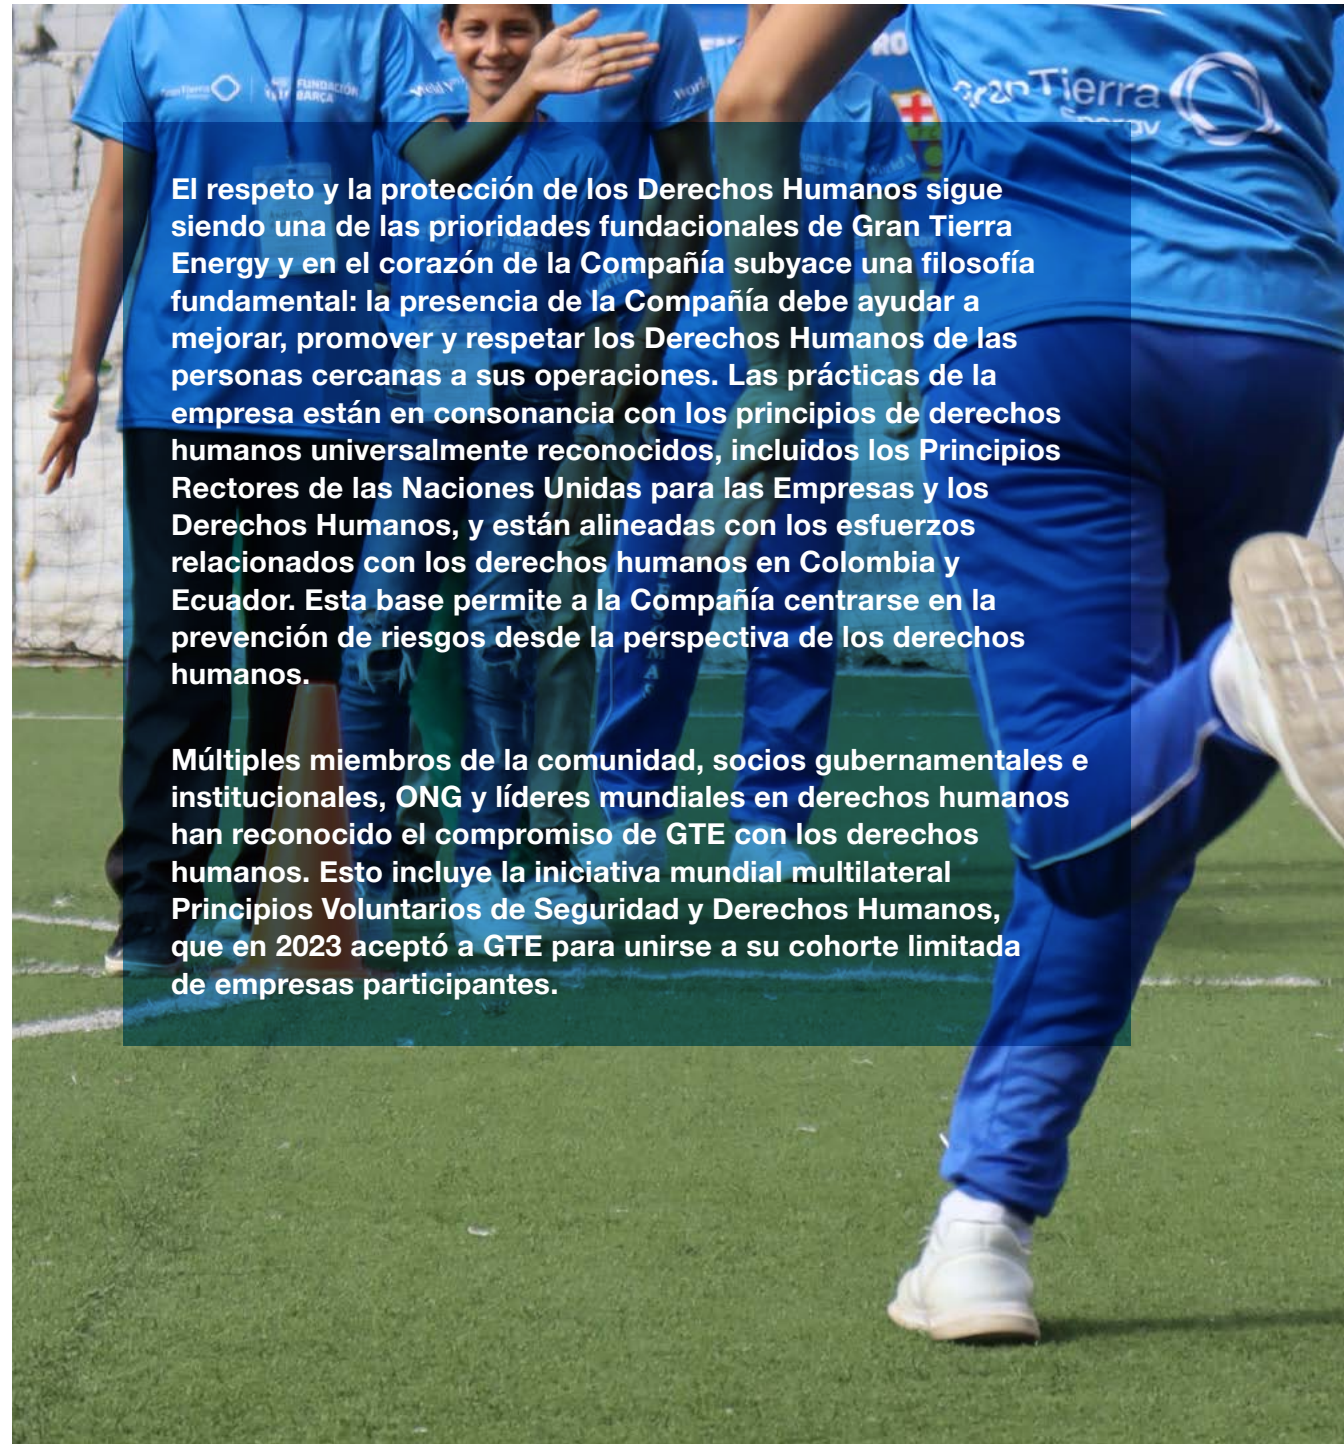 GranTierra
FUNDACIÓN
BARÇA
World
GranTierra
Energy
El respeto y la protección de los Derechos Humanos sigue
siendo una de las prioridades fundacionales de Gran Tierra
Energy y en el corazón de la Compañía subyace una filosofía
fundamental: la presencia de la Compañía debe ayudar a
mejorar, promover y respetar los Derechos Humanos de las
personas cercanas a sus operaciones. Las prácticas de la
empresa están en consonancia con los principios de derechos
humanos universalmente reconocidos, incluidos los Principios
Rectores de las Naciones Unidas para las Empresas y los
Derechos Humanos, y están alineadas con los esfuerzos
relacionados con los derechos humanos en Colombia y
Ecuador. Esta base permite a la Compañía centrarse en la
prevención de riesgos desde la perspectiva de los derechos
humanos.
Múltiples miembros de la comunidad, socios gubernamentales e
institucionales, ONG y líderes mundiales en derechos humanos
han reconocido el compromiso de GTE con los derechos
humanos. Esto incluye la iniciativa mundial multilateral
Principios Voluntarios de Seguridad y Derechos Humanos,
que en 2023 aceptó a GTE para unirse a su cohorte limitada
de empresas participantes.